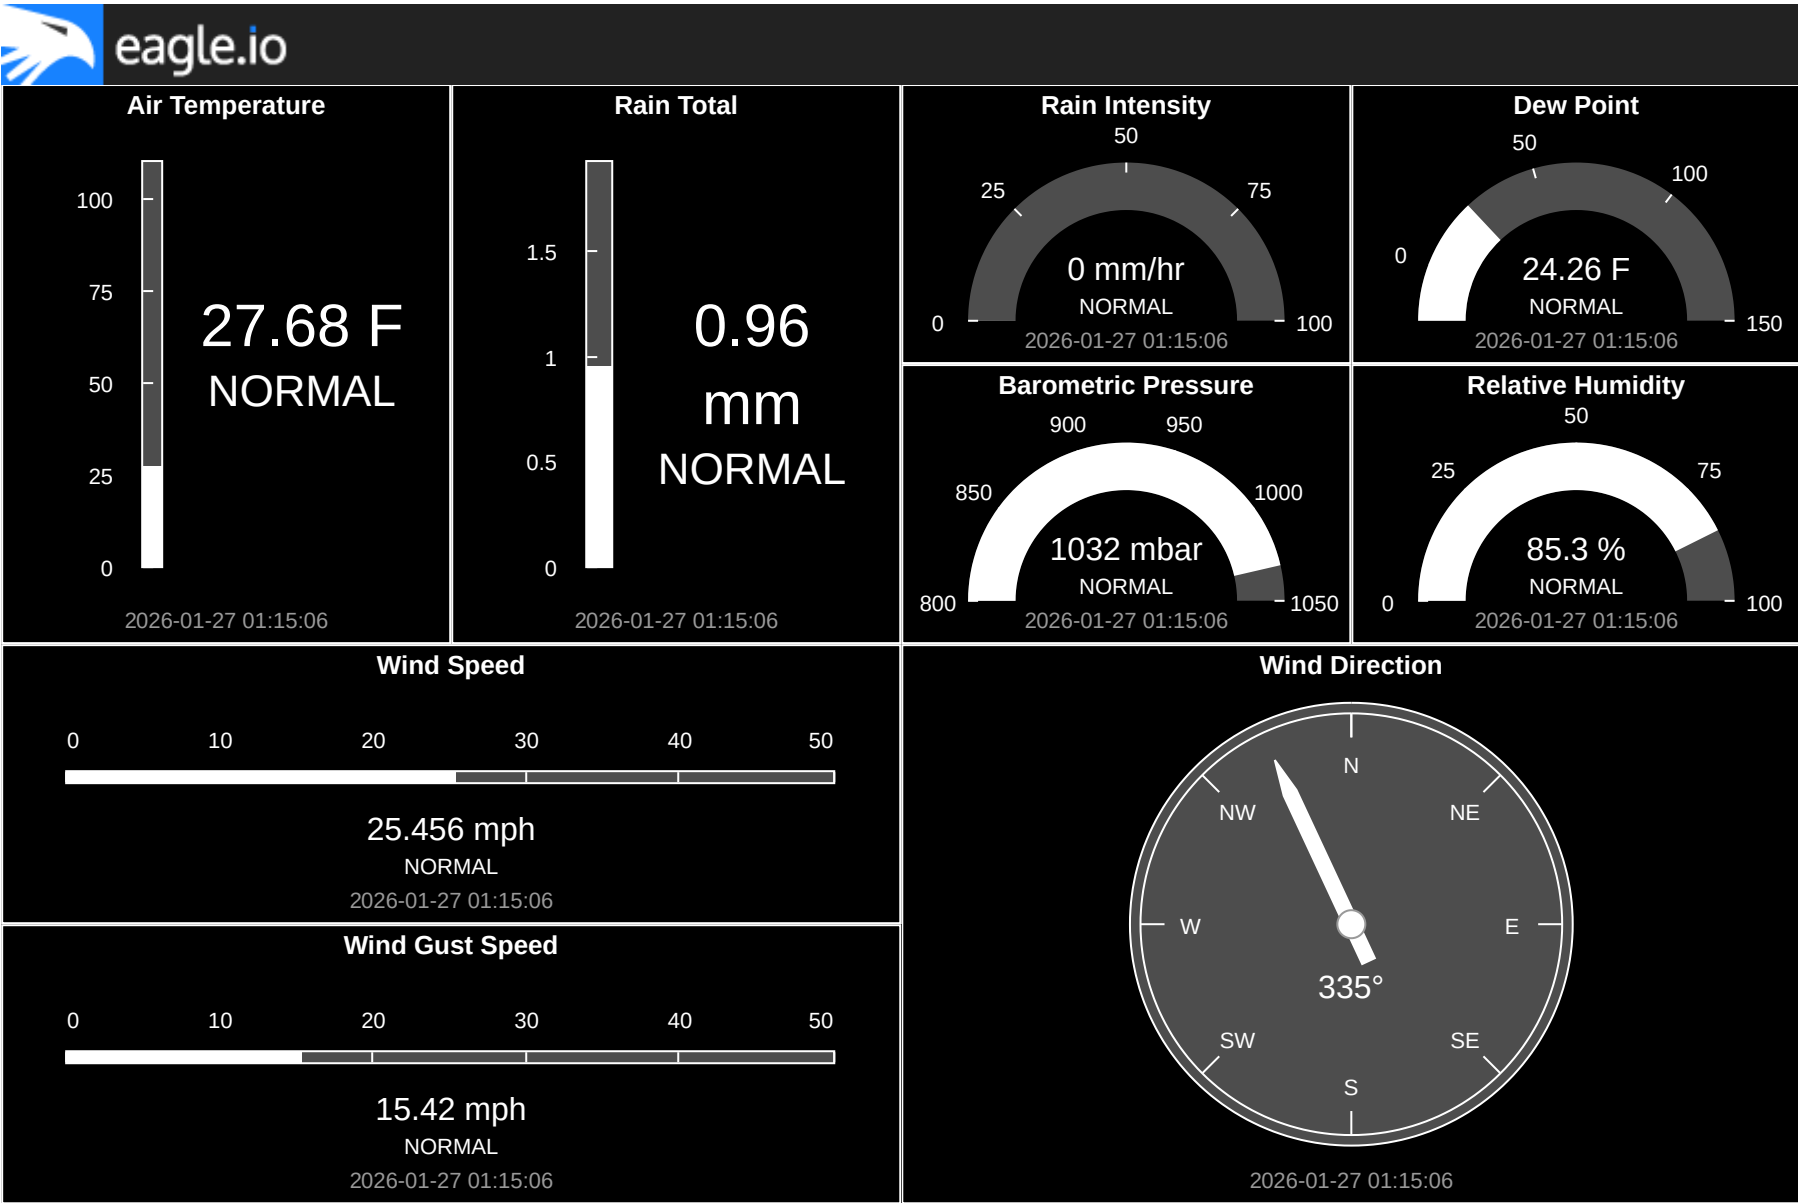 eagle.io
Air Temperature
100
75
50
25
0
27.68 F
NORMAL
2026-01-27 01:15:06
Rain Total
1.5
1
0.5
0
0.96
mm
NORMAL
2026-01-27 01:15:06
Rain Intensity
0
25
50
75
100
0 mm/hr
NORMAL
2026-01-27 01:15:06
Dew Point
0
50
100
150
24.26 F
NORMAL
2026-01-27 01:15:06
Barometric Pressure
800
850
900
950
1000
1050
1032 mbar
NORMAL
2026-01-27 01:15:06
Relative Humidity
0
25
50
75
100
85.3 %
NORMAL
2026-01-27 01:15:06
Wind Speed
0 10 20 30 40 50
25.456 mph
NORMAL
2026-01-27 01:15:06
Wind Gust Speed
0 10 20 30 40 50
15.42 mph
NORMAL
2026-01-27 01:15:06
Wind Direction
N
NW NE
W E
335°
SW SE
S
2026-01-27 01:15:06